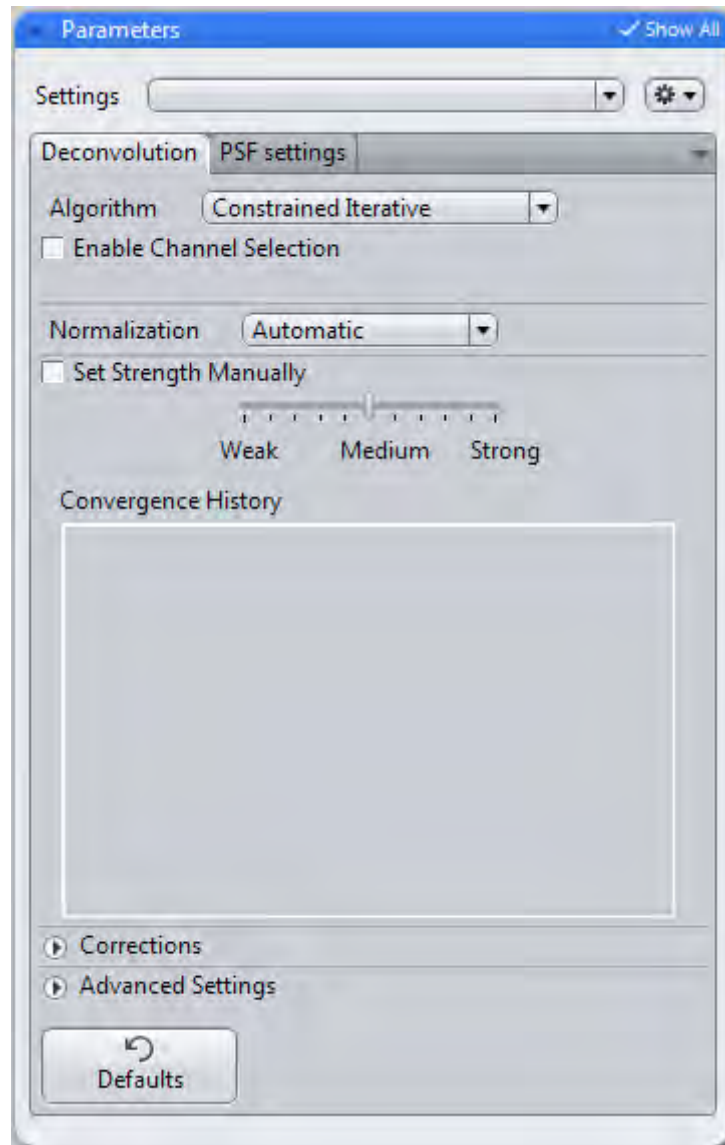 Parameters Show All
Settings
Deconvolution PSF settings
Algorithm Constrained Iterative
Enable Channel Selection
Normalization Automatic
Set Strength Manually
Weak Medium Strong
Convergence History
Corrections
Advanced Settings
Defaults